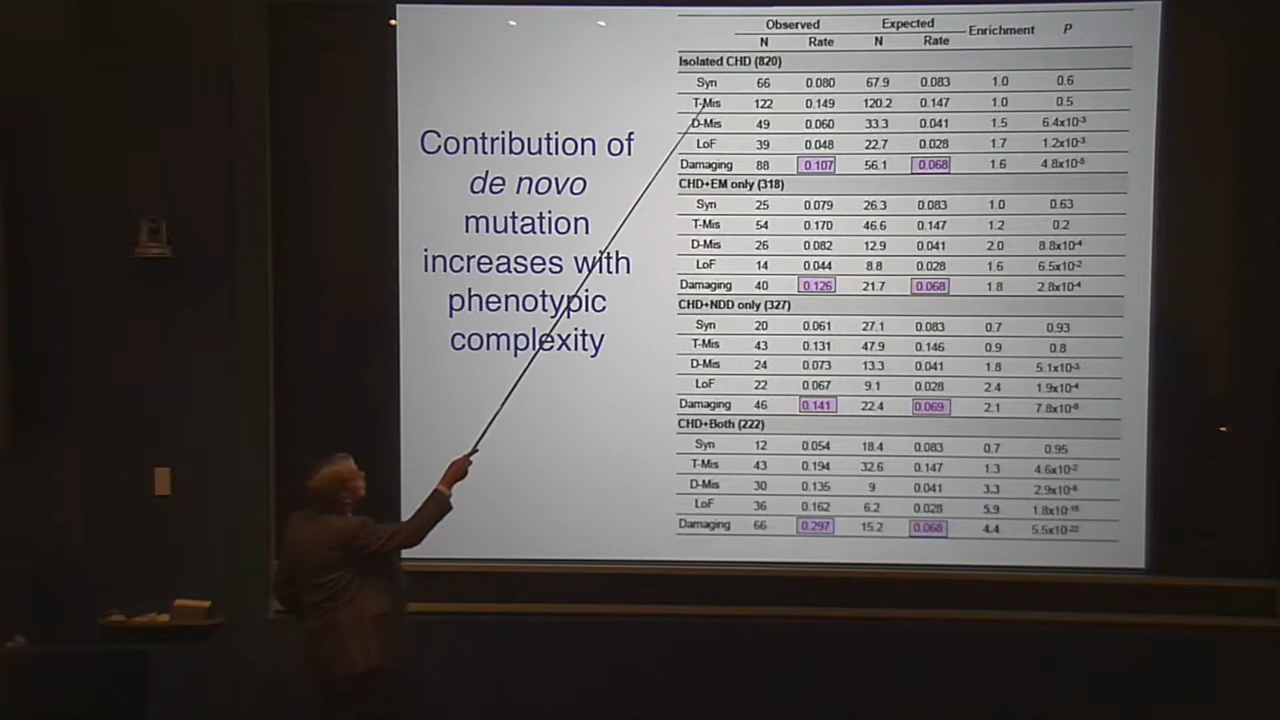 Contribution of
de novo
mutation
increases with
phenotypic
complexity
Observed Expected Enrichment P
N Rate N Rate
Isolated CHD (820)
Syn 66 0.080 67.9 0.083 1.0 0.6
T-Mis 122 0.149 120.2 0.147 1.0 0.5
D-Mis 49 0.060 33.3 0.041 1.5 6.4x10-3
LoF 39 0.048 22.7 0.028 1.7 1.2x10-3
Damaging 88 0.107 56.1 0.068 1.6 4.8x10-5
CHD+EM only (318)
Syn 25 0.079 26.3 0.083 1.0 0.63
T-Mis 54 0.170 46.6 0.147 1.2 0.2
D-Mis 26 0.082 12.9 0.041 2.0 8.8x10-4
LoF 14 0.044 8.8 0.028 1.6 6.5x10-2
Damaging 40 0.126 21.7 0.068 1.8 2.8x10-4
CHD+NDD only (327)
Syn 20 0.061 27.1 0.083 0.7 0.93
T-Mis 43 0.131 47.9 0.146 0.9 0.8
D-Mis 24 0.073 13.3 0.041 1.8 5.1x10-3
LoF 22 0.067 9.1 0.028 2.4 1.9x10-4
Damaging 46 0.141 22.4 0.069 2.1
CHD+Both (222)
Syn 12 0.054 18.4 0.083 0.7 0.95
T-Mis 43 0.194 32.6 0.147 1.3 4.6x10-2
D-Mis 30 0.135 9 0.041 3.3
LoF 36 0.162 6.2 0.028 5.9
Damaging 66 0.297 15.2 0.068 4.4 5.5x10-22